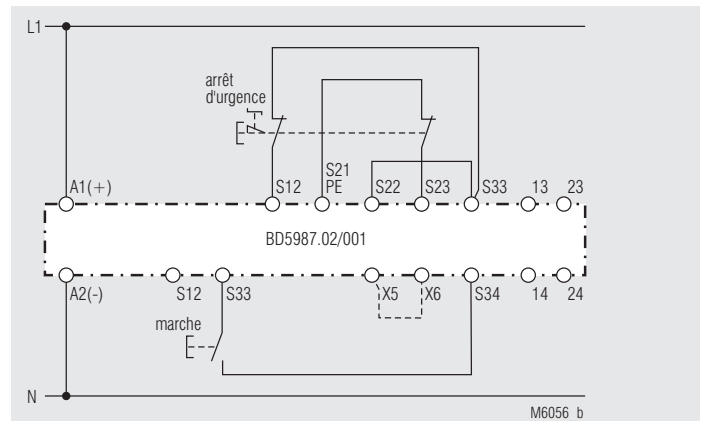 L1
arrêt
d'urgence
S21
A1(+) S12 PE S22 S23 S33 13 23
BD5987.02/001
A2(-) S12 S33 X5 X6 S34 14 24
marche
N
M6056 b